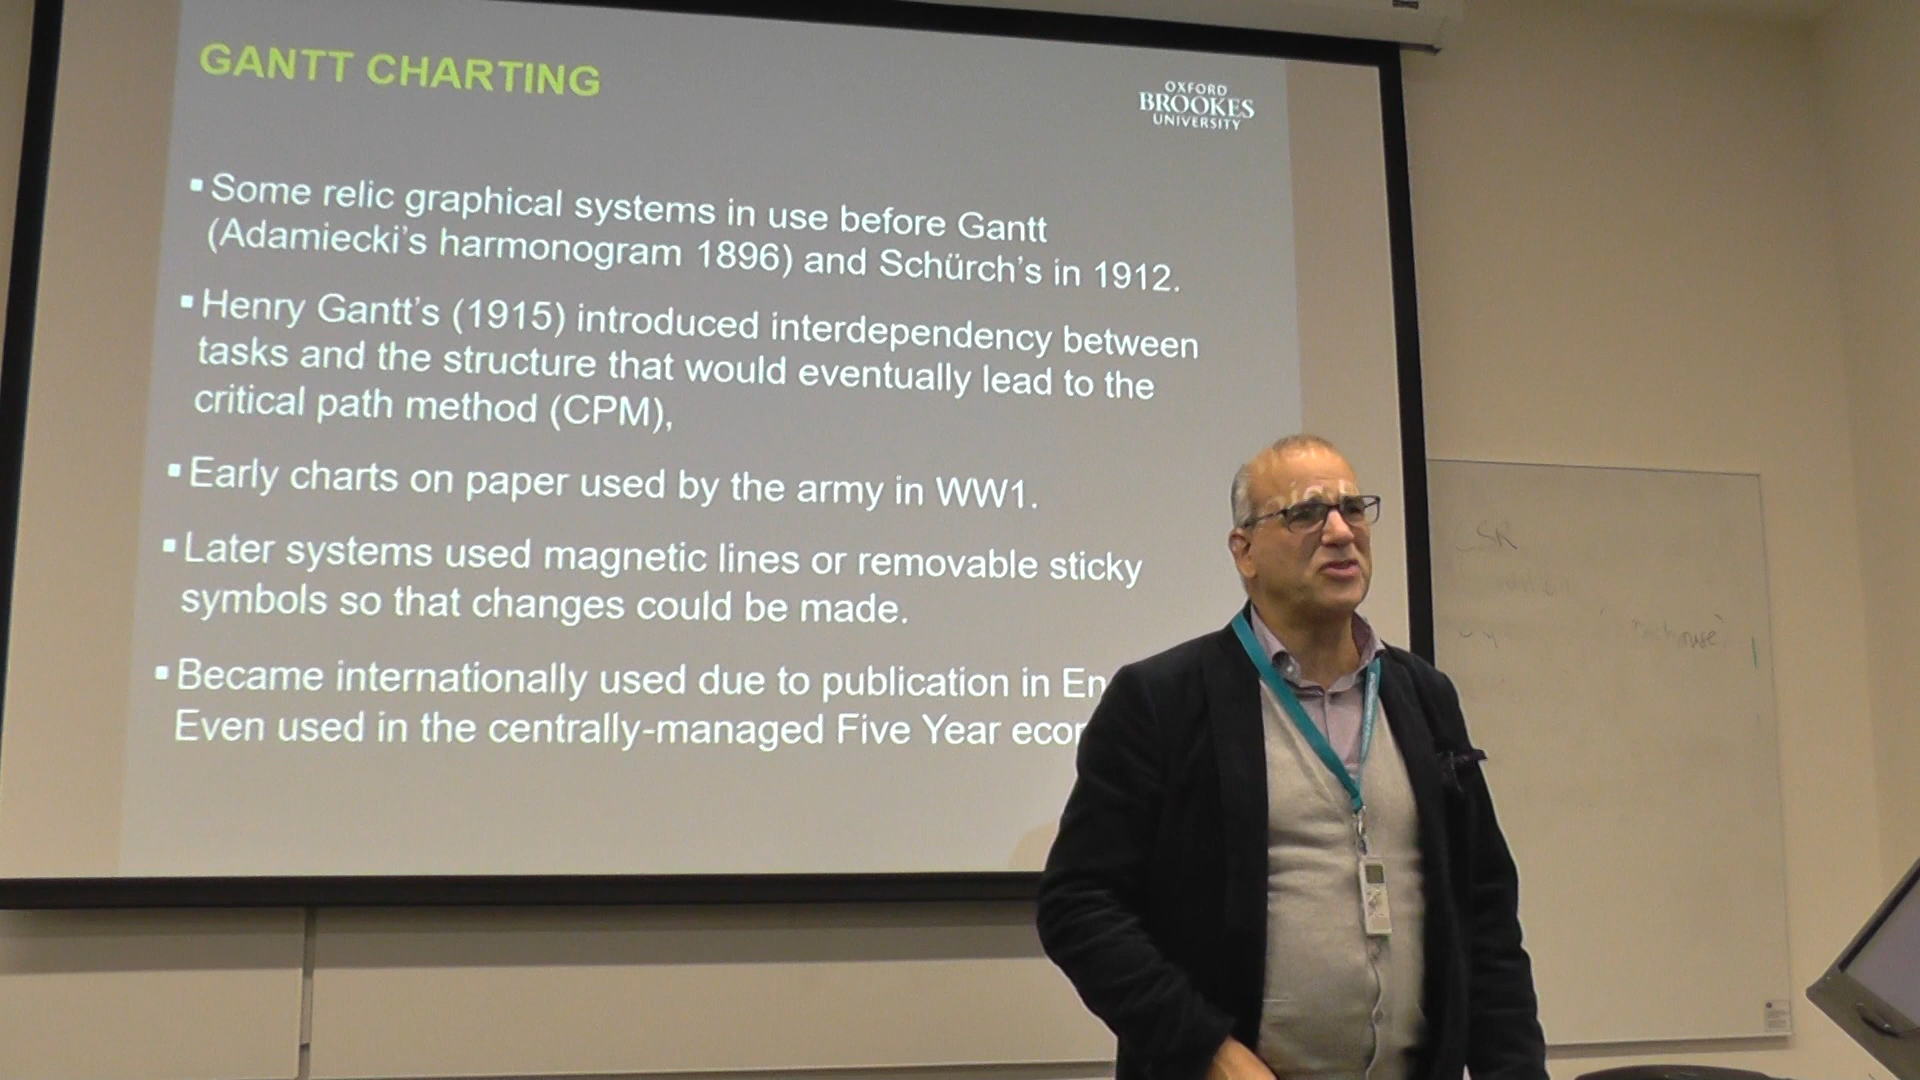 GANTT CHARTING
OXFORD
BROOKES
UNIVERSITY
▪ Some relic graphical systems in use before Gantt
(Adamiecki’s harmonogram 1896) and Schürch’s in 1912.
▪ Henry Gantt’s (1915) introduced interdependency between
tasks and the structure that would eventually lead to the
critical path method (CPM),
▪ Early charts on paper used by the army in WW1.
▪ Later systems used magnetic lines or removable sticky
symbols so that changes could be made.
▪ Became internationally used due to publication in En
Even used in the centrally-managed Five Year econ
SR